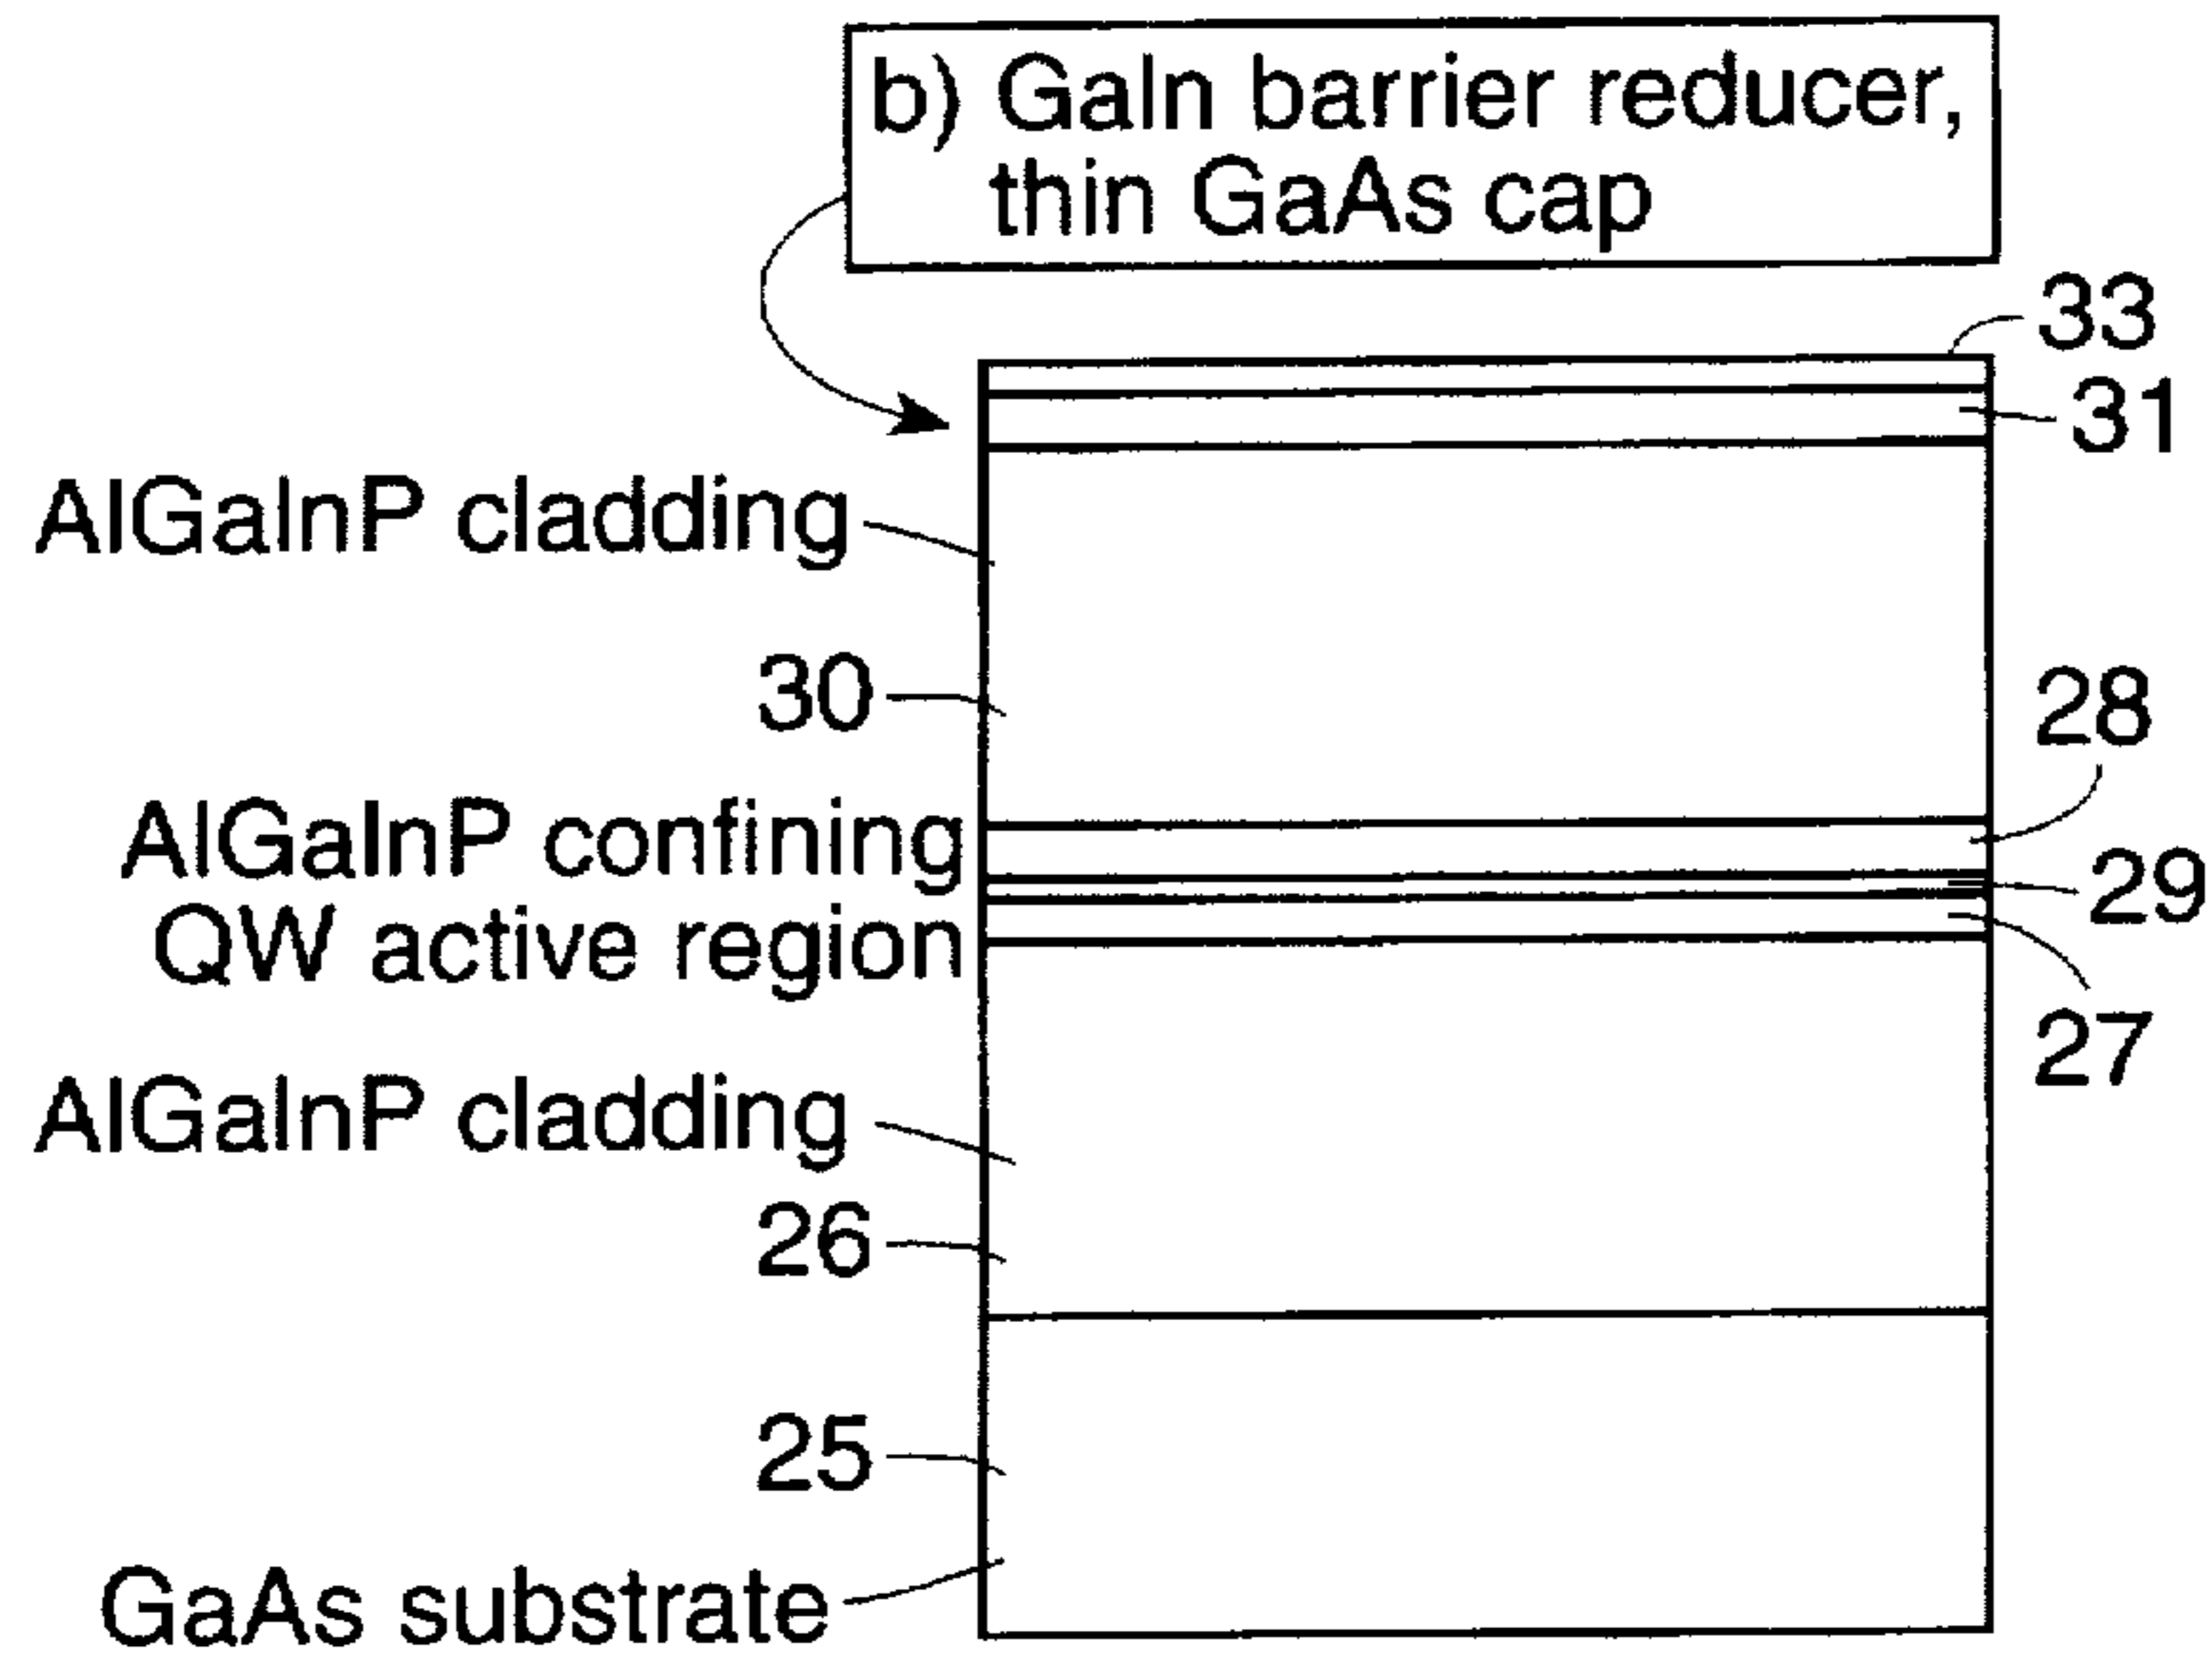 b) GaIn barrier reducer,
thin GaAs cap
33
31
AlGaInP cladding
30
28
AlGaInP confining
29
QW active region
27
AlGaInP cladding
26
25
GaAs substrate